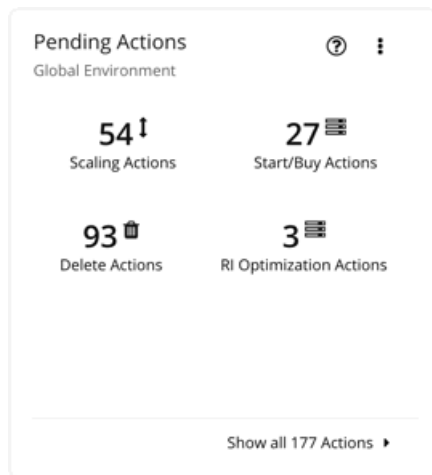 Pending Actions
Global Environment
54
Scaling Actions
27
Start/Buy Actions
93
Delete Actions
3
RI Optimization Actions
Show all 177 Actions